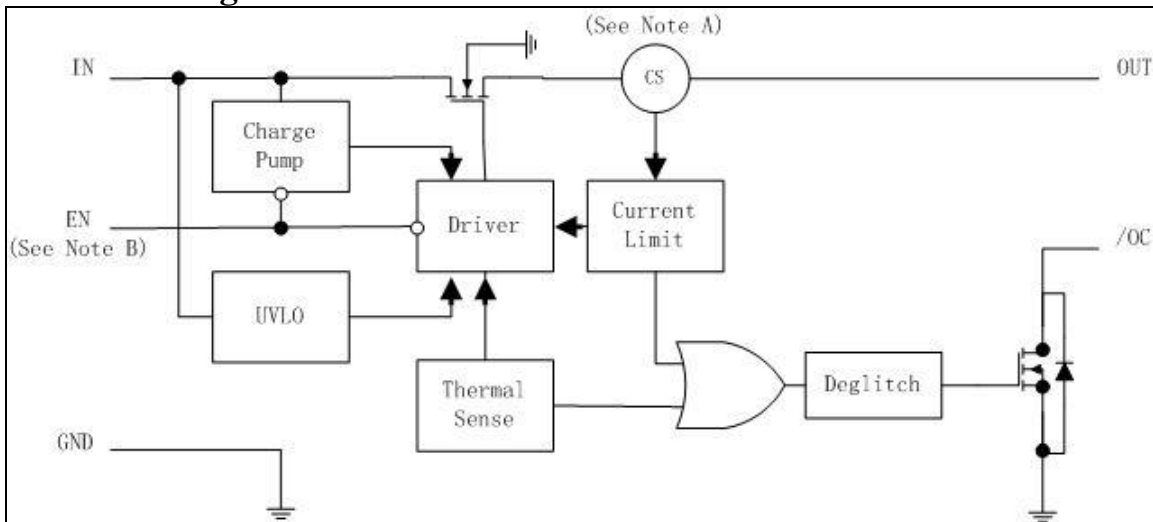 (See Note A)
IN
CS
OUT
Charge
Pump
EN
(See Note B)
Driver
Current
Limit
/OC
UVLO
Thermal
Sense
Deglitch
GND